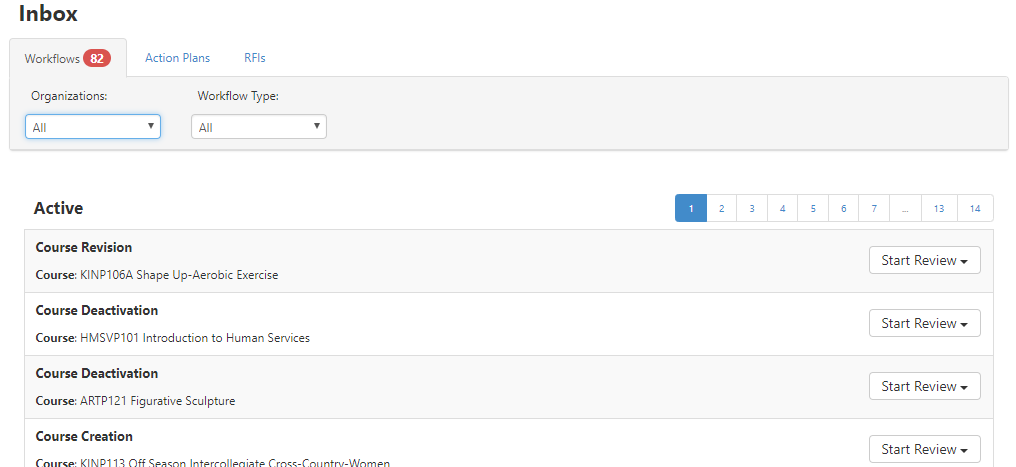 Inbox
Workflows 82 Action Plans RFIs
Organizations: Workflow Type:
All All
Active 1 2 3 4 5 6 7 ... 13 14
Course Revision
Course: KINP106A Shape Up-Aerobic Exercise Start Review
Course Deactivation
Course: HMSVP101 Introduction to Human Services Start Review
Course Deactivation
Course: ARTP121 Figurative Sculpture Start Review
Course Creation
Course: KINP113 Off Season Intercollegiate Cross-Country-Women Start Review